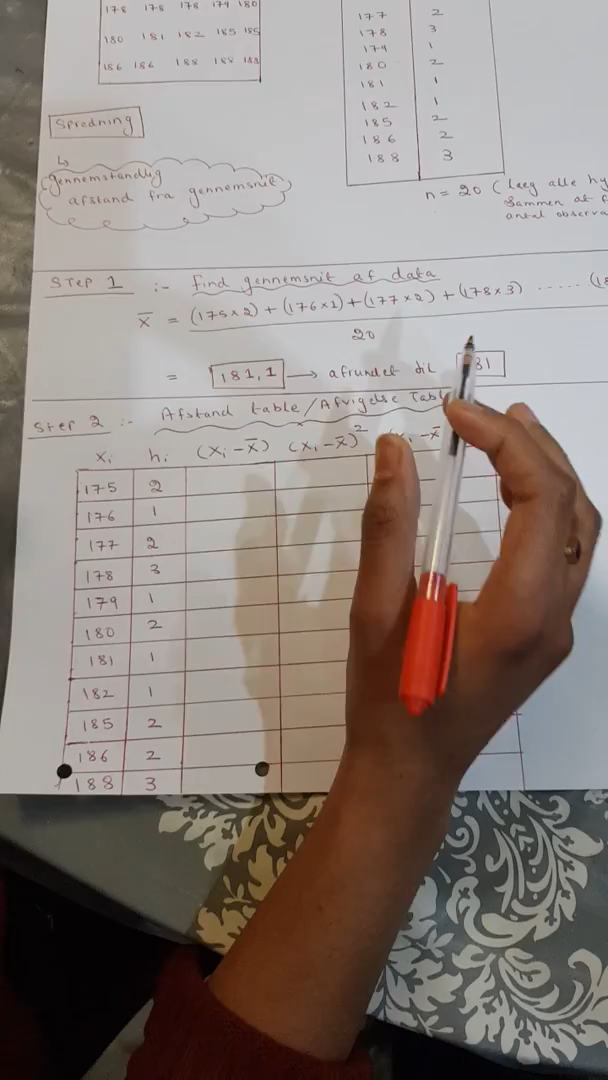 178 178 178 179 180
180 181 182 185 185
186 186 188 188 188
177 2
178 3
179 1
180 2
181 1
182 1
185 2
186 2
188 3
n = 20 (Læg alle hy
sammen at f
antal observa
Spredning
↳
gennemstandlig
afstand fra gennemsnit
STEP 1 :- Find gennemsnit af data
x̄ = (175×2) + (176×1) + (177×2) + (178×3) ..... (18
20
= 181,1 → afrundet til 181
Step 2 :- Afstand table/Afvigelse Tabl
xᵢ hᵢ (xᵢ - x̄) (xᵢ - x̄)² (xᵢ - x̄
175 2
176 1
177 2
178 3
179 1
180 2
181 1
182 1
185 2
186 2
188 3